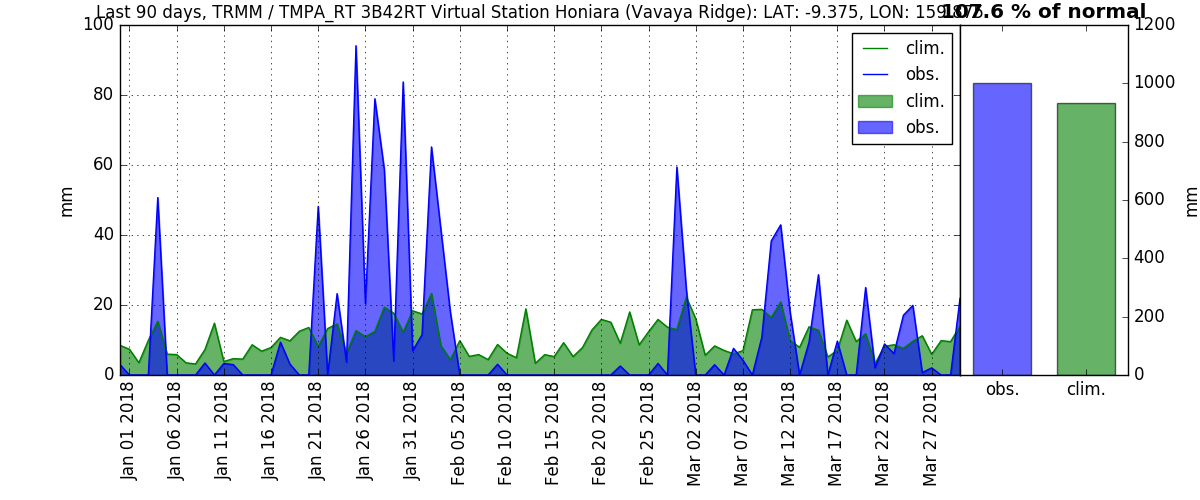 Last 90 days, TRMM / TMPA_RT 3B42RT Virtual Station Honiara (Vavaya Ridge): LAT: -9.375, LON:
107.6 % of normal
100
80
60
40
20
0
mm
clim.
obs.
clim.
obs.
1200
1000
800
600
400
200
0
mm
obs.
clim.
Jan 01 2018
Jan 06 2018
Jan 11 2018
Jan 16 2018
Jan 21 2018
Jan 26 2018
Jan 31 2018
Feb 05 2018
Feb 10 2018
Feb 15 2018
Feb 20 2018
Feb 25 2018
Mar 02 2018
Mar 07 2018
Mar 12 2018
Mar 17 2018
Mar 22 2018
Mar 27 2018